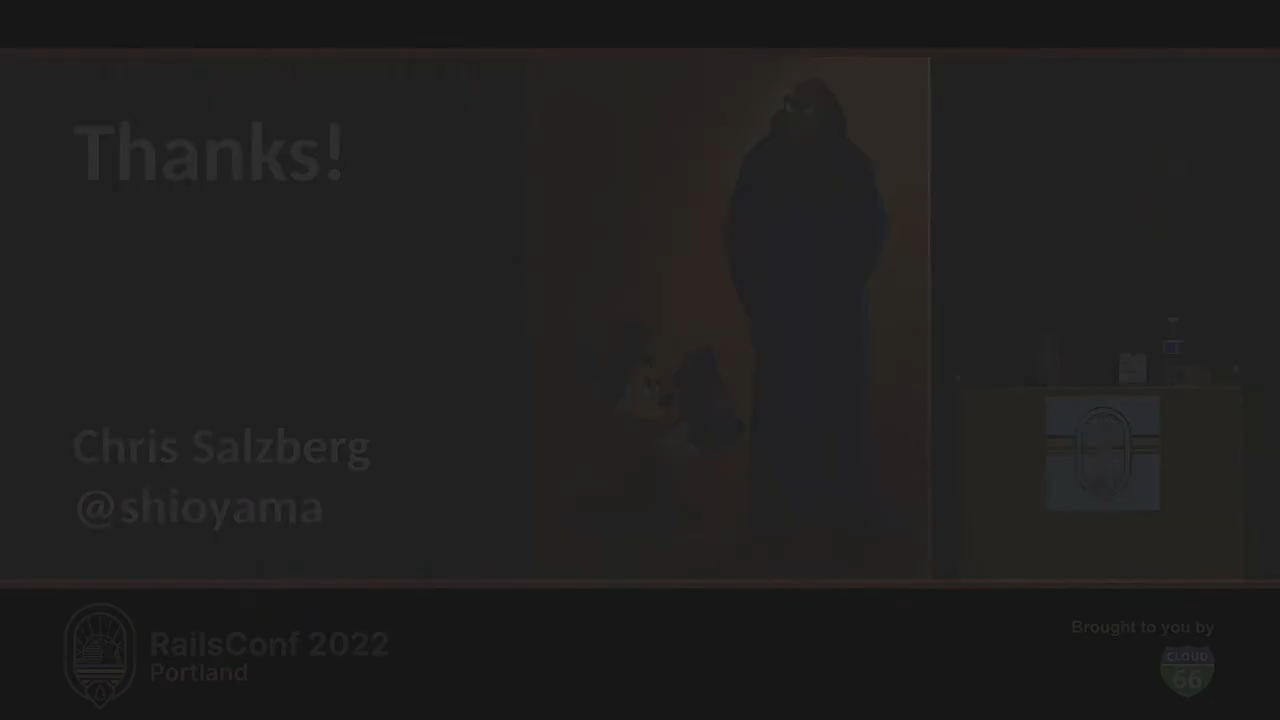 Thanks!
Chris Salzberg
@shioyama
RailsConf 2022
Portland
Brought to you by
CLOUD
66